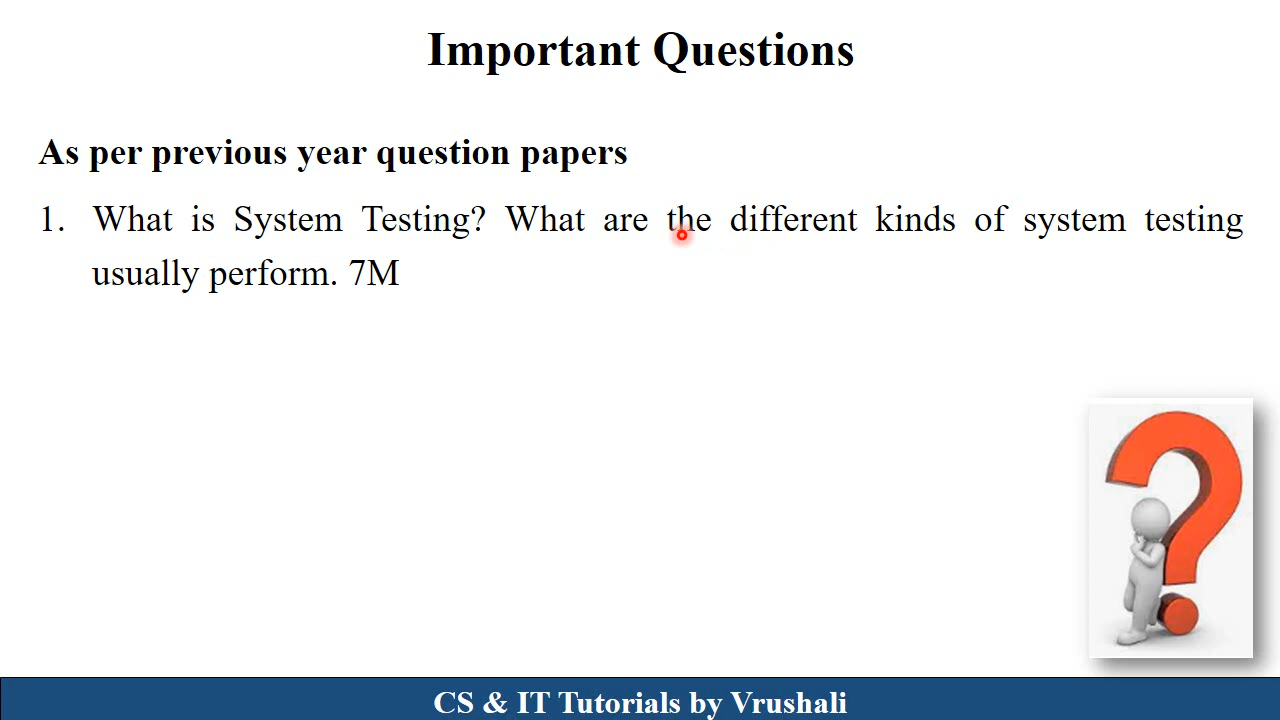 Important Questions
As per previous year question papers
1. What is System Testing? What are the different kinds of system testing
usually perform. 7M
CS & IT Tutorials by Vrushali